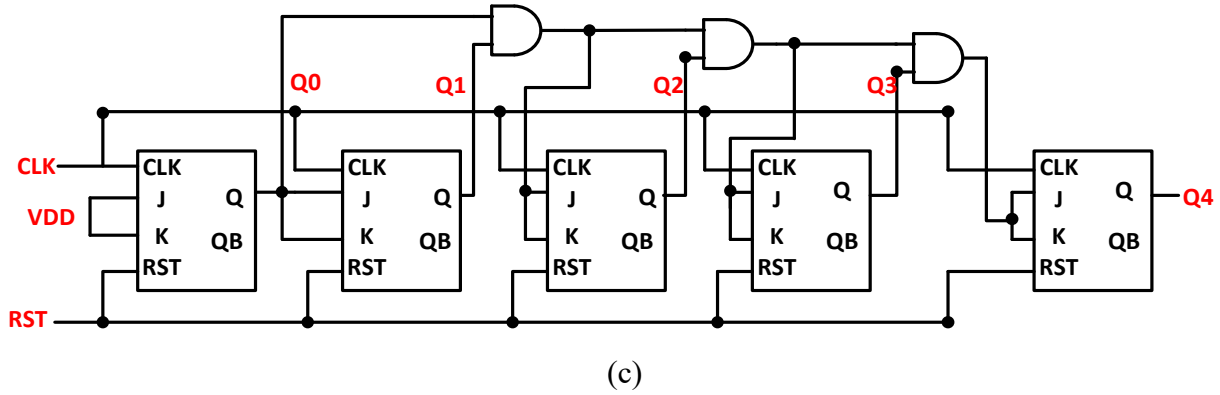 Q0 Q1 Q2 Q3
CLK CLK CLK CLK CLK CLK
VDD J Q J Q J Q J Q J Q Q4
K QB K QB K QB K QB K QB
RST RST RST RST RST
RST
(c)